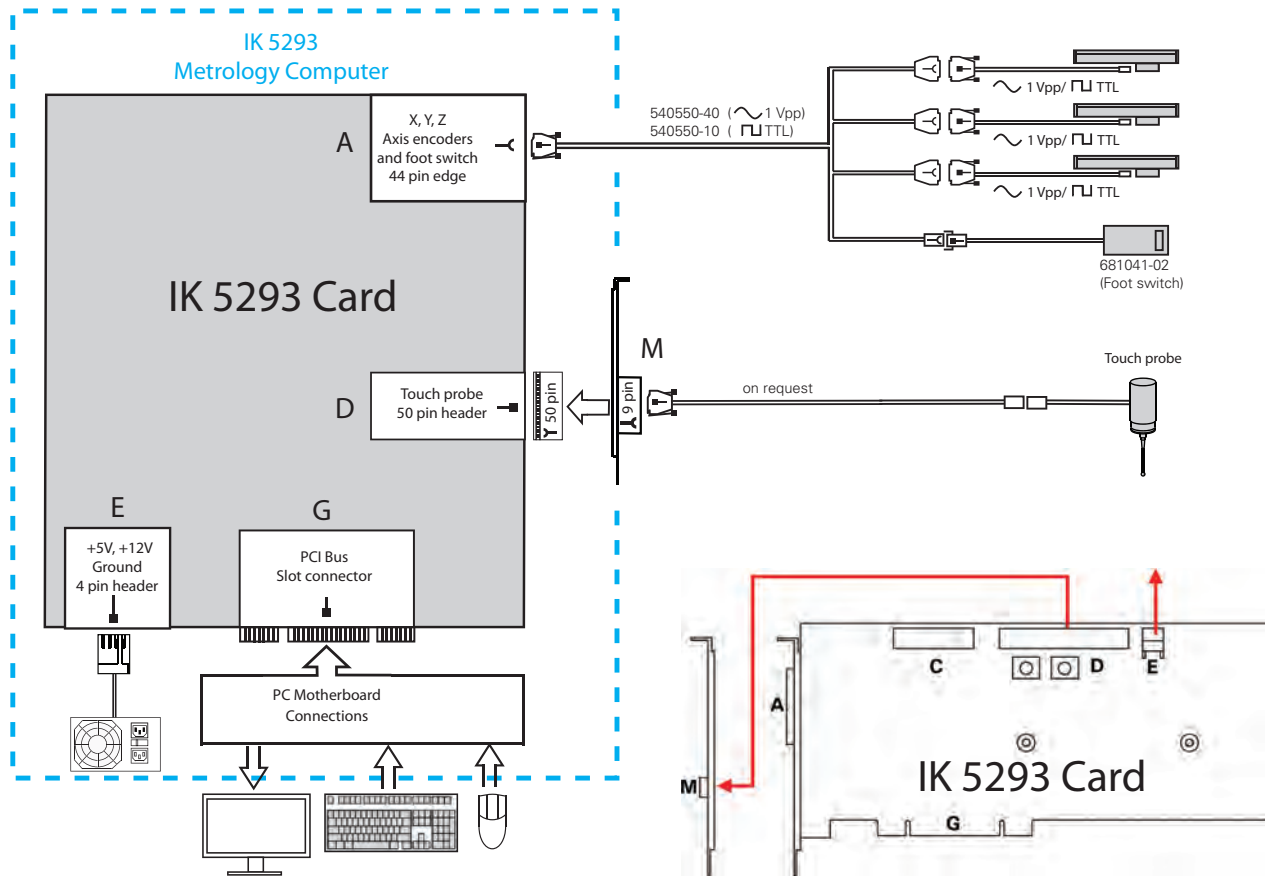 IK 5293
Metrology Computer
X, Y, Z
Axis encoders
and foot switch
44 pin edge
A
540550-40 ( 1 Vpp)
540550-10 ( TTL)
1 Vpp/ TTL
1 Vpp/ TTL
1 Vpp/ TTL
681041-02
(Foot switch)
IK 5293 Card
M
Touch probe
D
Touch probe
50 pin header
50 pin
9 pin
on request
E
+5V, +12V
Ground
4 pin header
G
PCI Bus
Slot connector
PC Motherboard
Connections
C
D
E
A
M
IK 5293 Card
G